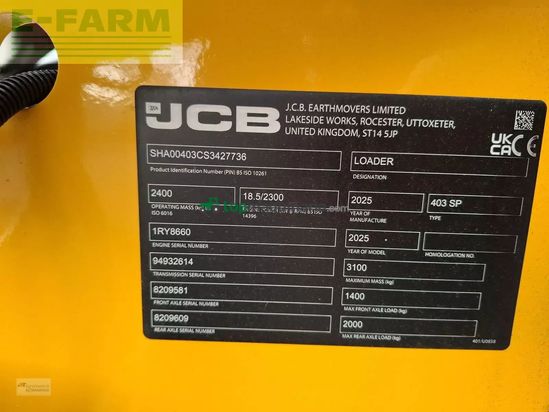 E-FARM
JCB
J.C.B. EARTHMOVERS LIMITED
LAKESIDE WORKS, ROCESTER, UTTOXETER,
UNITED KINGDOM, ST14 5JP
UK
CA CE
SHA00403CS3427736
Product Identification Number (PIN) BS ISO 10261
LOADER
DESIGNATION
2400
OPERATING MASS (kg)
ISO 6016
18.5/2300
14396
2025
YEAR OF
MANUFACTURE
403 SP
TYPE
1RY8660
ENGINE SERIAL NUMBER
2025
YEAR OF MODEL
HOMOLOGATION NO.
94932614
TRANSMISSION SERIAL NUMBER
3100
MAXIMUM MASS (kg)
8209581
FRONT AXLE SERIAL NUMBER
1400
MAX FRONT AXLE LOAD (kg)
8209609
REAR AXLE SERIAL NUMBER
2000
MAX REAR AXLE LOAD (kg)
401/U0858